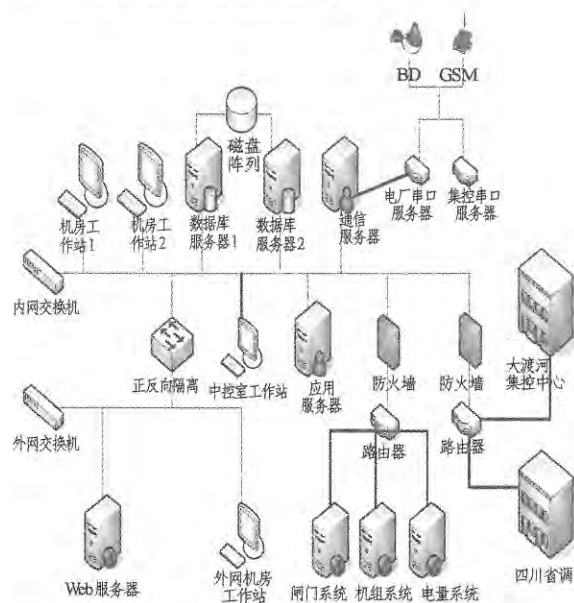 BD GSM
磁盘
阵列
机房工
作站1
机房工
作站2
数据库
服务器1
数据库
服务器2
通信
服务器
电厂串口
服务器
集控串口
服务器
内网交换机
正反向隔离
中控室工作站
应用
服务器
防火墙
防火墙
大渡河
集控中心
外网交换机
路由器
路由器
Web服务器
外网机房
工作站
闸门系统
机组系统
电量系统
四川省调